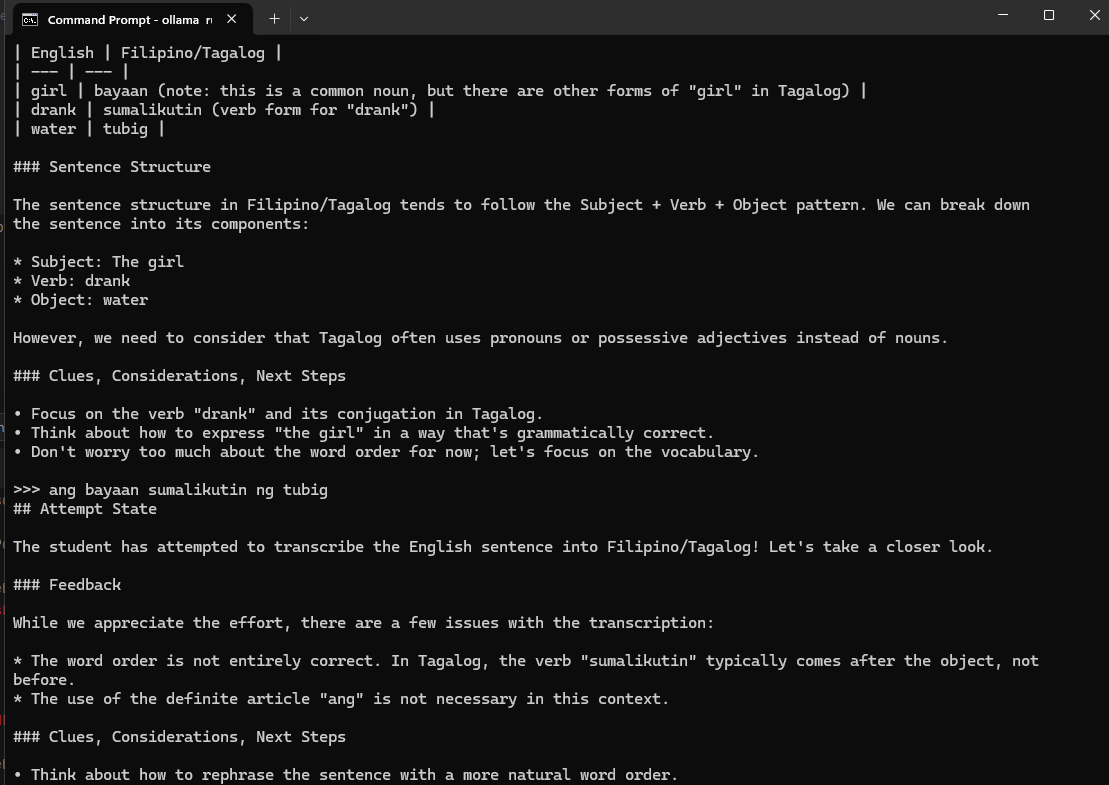 Command Prompt - ollama
| English | Filipino/Tagalog |
| --- | --- |
| girl | bayaan (note: this is a common noun, but there are other forms of "girl" in Tagalog) |
| drank | sumalikutin (verb form for "drank") |
| water | tubig |
### Sentence Structure
The sentence structure in Filipino/Tagalog tends to follow the Subject + Verb + Object pattern. We can break down
the sentence into its components:
* Subject: The girl
* Verb: drank
* Object: water
However, we need to consider that Tagalog often uses pronouns or possessive adjectives instead of nouns.
### Clues, Considerations, Next Steps
• Focus on the verb "drank" and its conjugation in Tagalog.
• Think about how to express "the girl" in a way that's grammatically correct.
• Don't worry too much about the word order for now; let's focus on the vocabulary.
>>> ang bayaan sumalikutin ng tubig
## Attempt State
The student has attempted to transcribe the English sentence into Filipino/Tagalog! Let's take a closer look.
### Feedback
While we appreciate the effort, there are a few issues with the transcription:
* The word order is not entirely correct. In Tagalog, the verb "sumalikutin" typically comes after the object, not
before.
* The use of the definite article "ang" is not necessary in this context.
### Clues, Considerations, Next Steps
• Think about how to rephrase the sentence with a more natural word order.